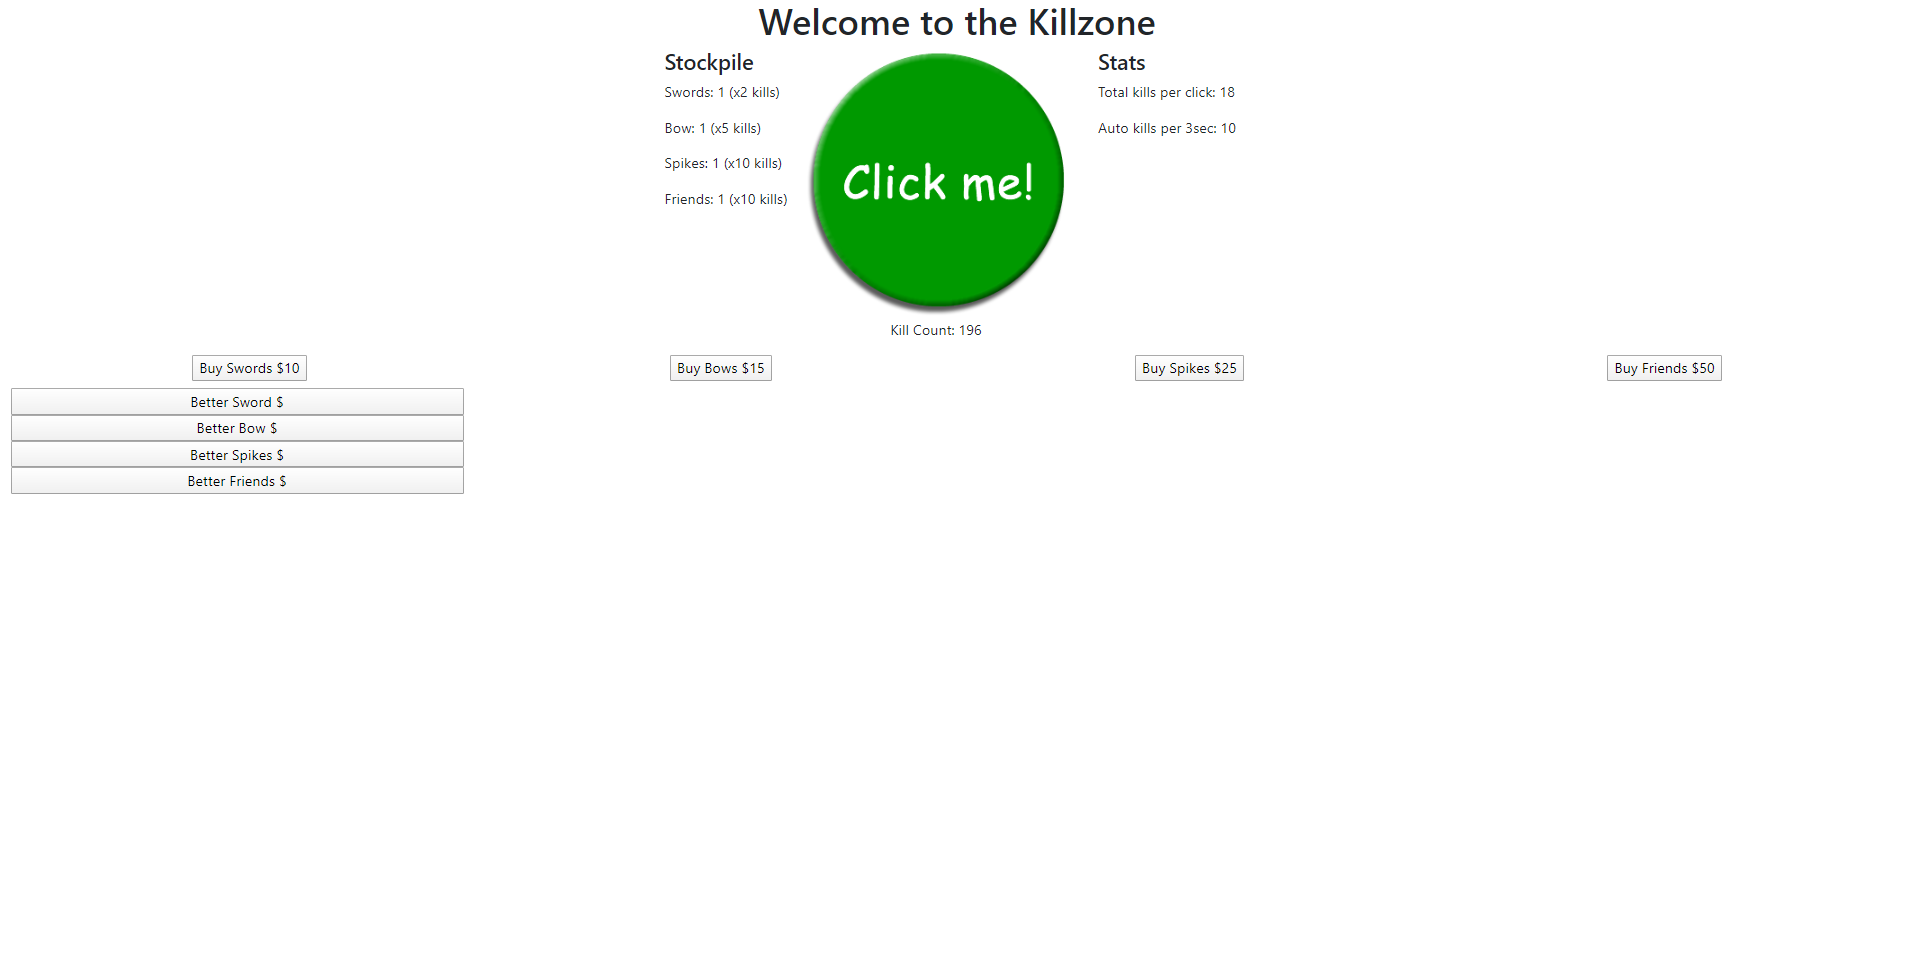 Welcome to the Killzone
Stockpile
Swords: 1 (x2 kills)
Bow: 1 (x5 kills)
Spikes: 1 (x10 kills)
Friends: 1 (x10 kills)
Click me!
Kill Count: 196
Stats
Total kills per click: 18
Auto kills per 3sec: 10
Buy Swords $10
Buy Bows $15
Buy Spikes $25
Buy Friends $50
Better Sword $
Better Bow $
Better Spikes $
Better Friends $